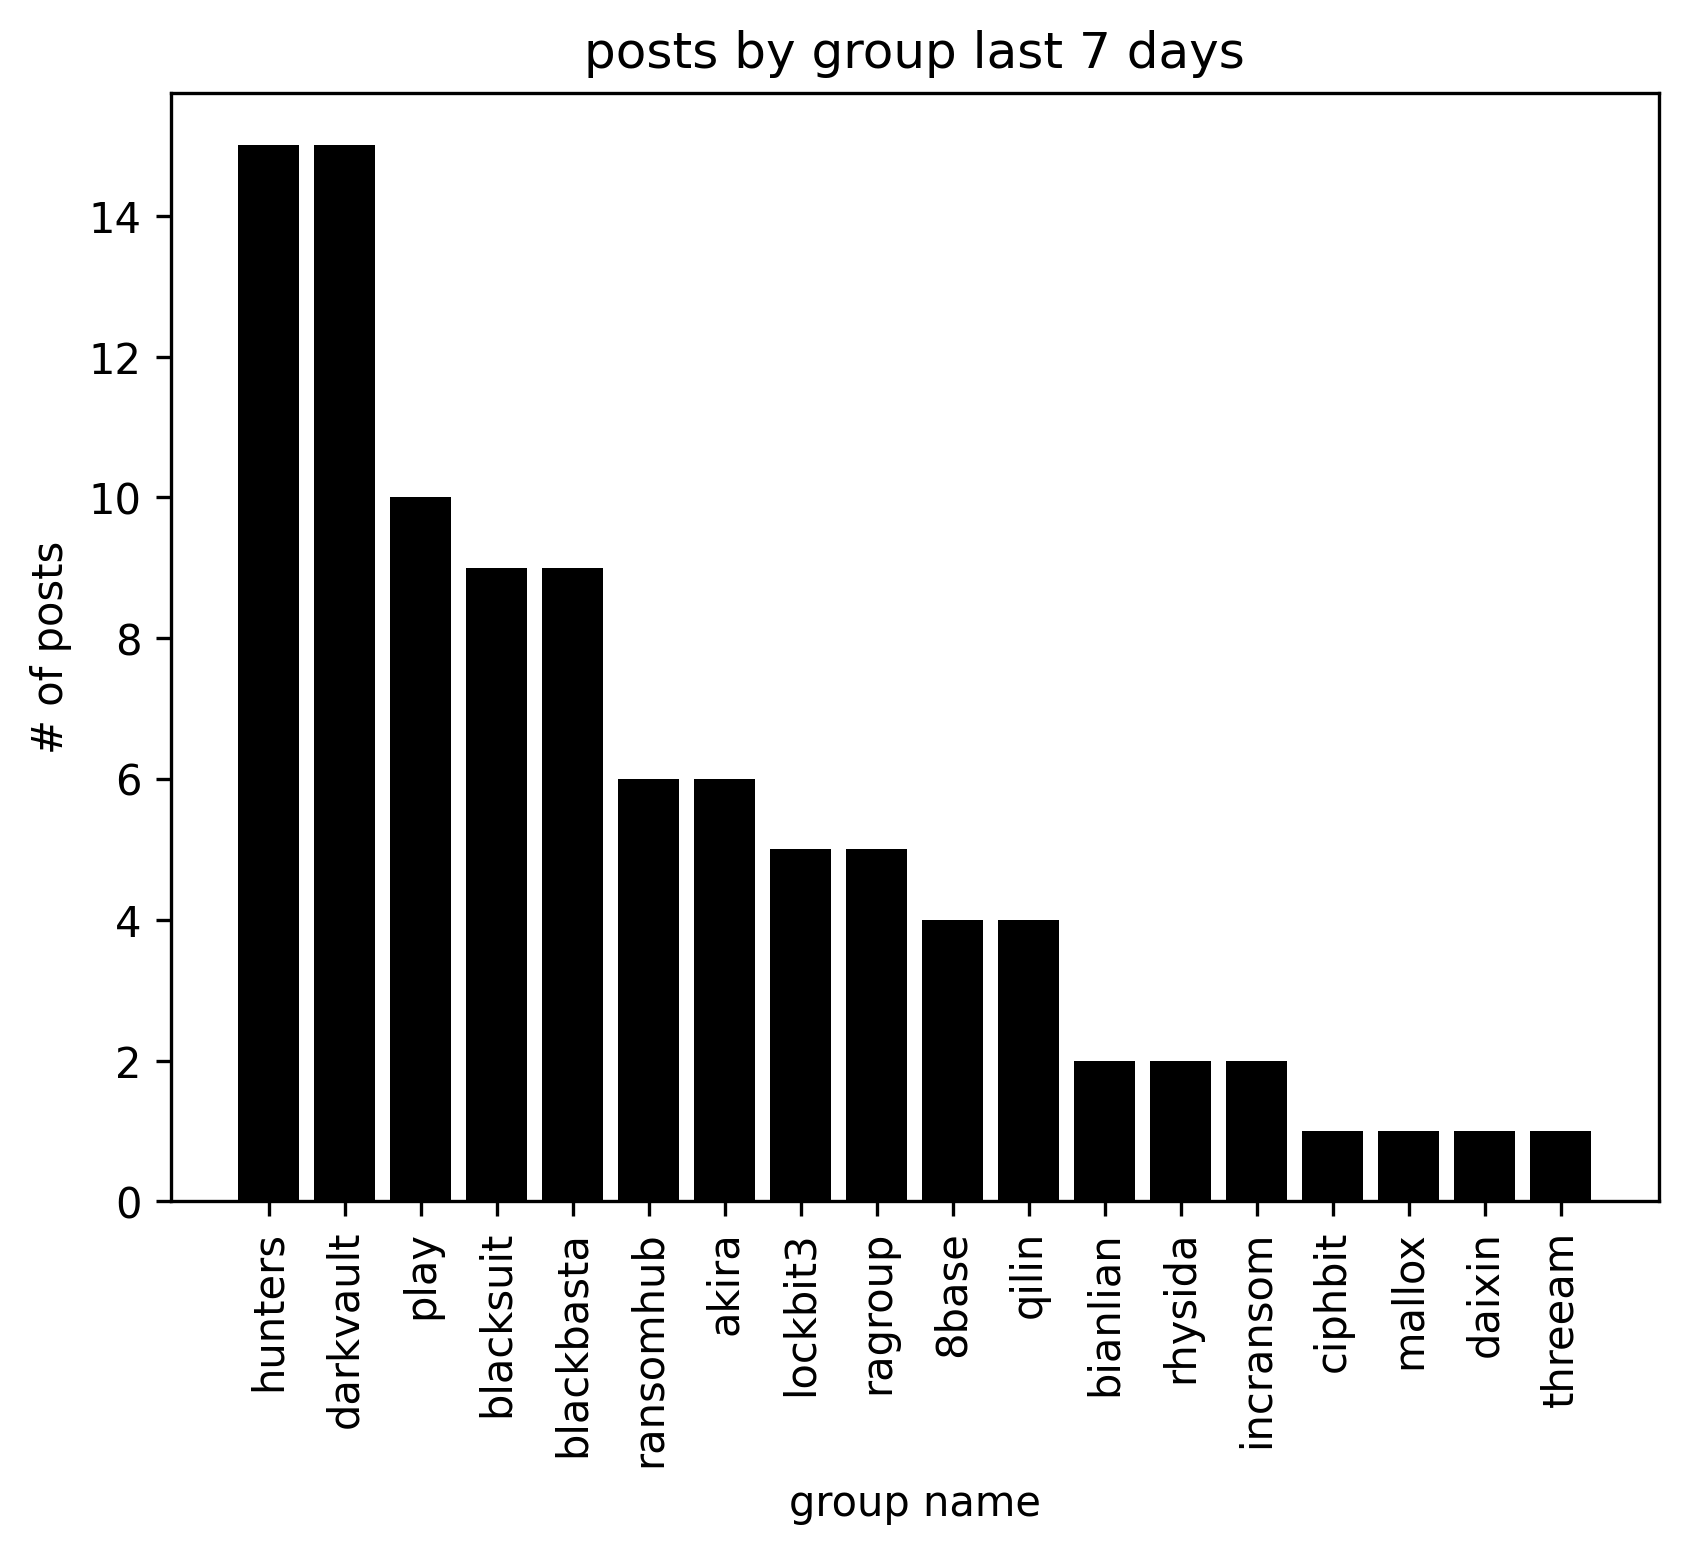 posts by group last 7 days
# of posts
14
12
10
8
6
4
2
0
hunters
darkvault
play
blacksuit
blackbasta
ransomhub
akira
lockbit3
ragroup
8base
qilin
bianlian
rhysida
incransom
ciphbit
mallox
daixin
threeam
group name